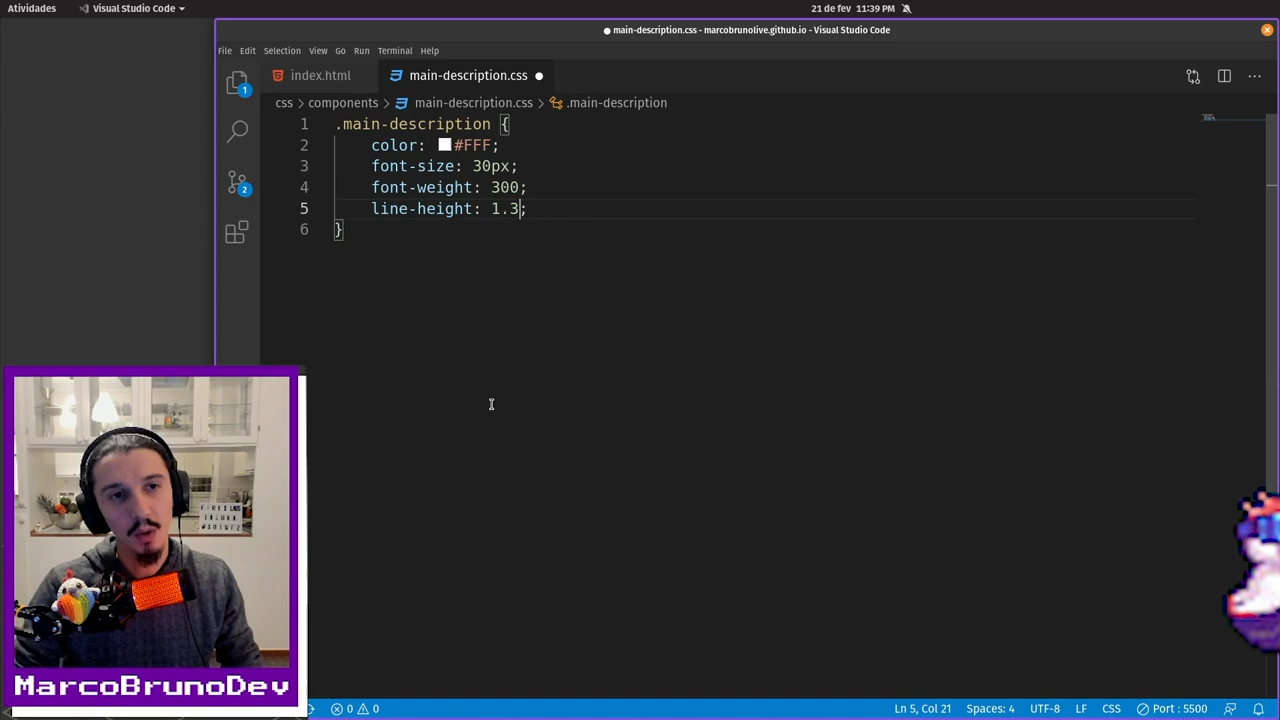 Atividades Visual Studio Code 21 de fev 11:39 PM
main-description.css - marcobrunolive.github.io - Visual Studio Code
File Edit Selection View Go Run Terminal Help
index.html main-description.css
css > components > main-description.css > .main-description
1 .main-description {
2 color: #FFF;
3 font-size: 30px;
4 font-weight: 300;
5 line-height: 1.3;
6 }
1
2
MarcoBrunoDev
0 0 Ln 5, Col 21 Spaces: 4 UTF-8 LF CSS Port : 5500